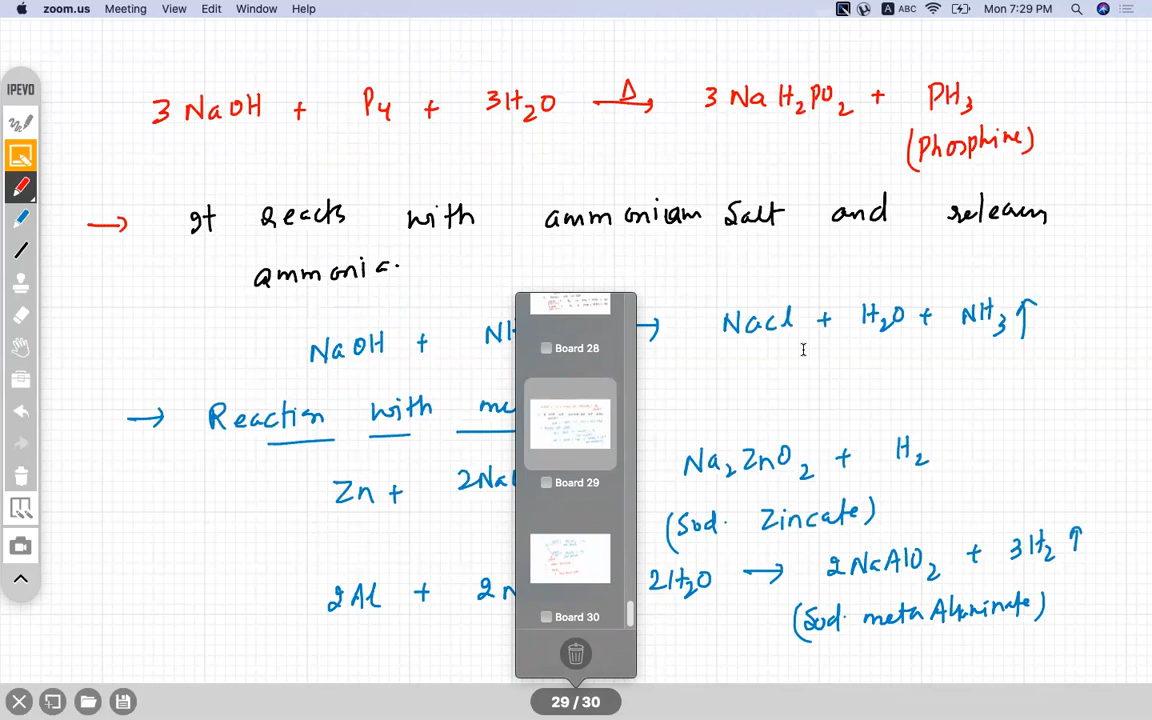 zoom.us Meeting View Edit Window Help ABC Mon 7:29 PM
IPEVO
3 NaOH + P4 + 3H2O Δ→ 3 NaH2PO2 + PH3
(Phosphine)
→ It Reacts with ammonium Salt and
ammonia.
NaOH + NH → NaCl + H2O + NH3↑
→ Reaction with me
Zn + 2Na Na2ZnO2 + H2
(Sod. Zincate)
2Al + 2n 2H2O → 2NaAlO2 + 3H2↑
(Sod. meta Aluminate)
Board 28
Board 29
Board 30
29 / 30